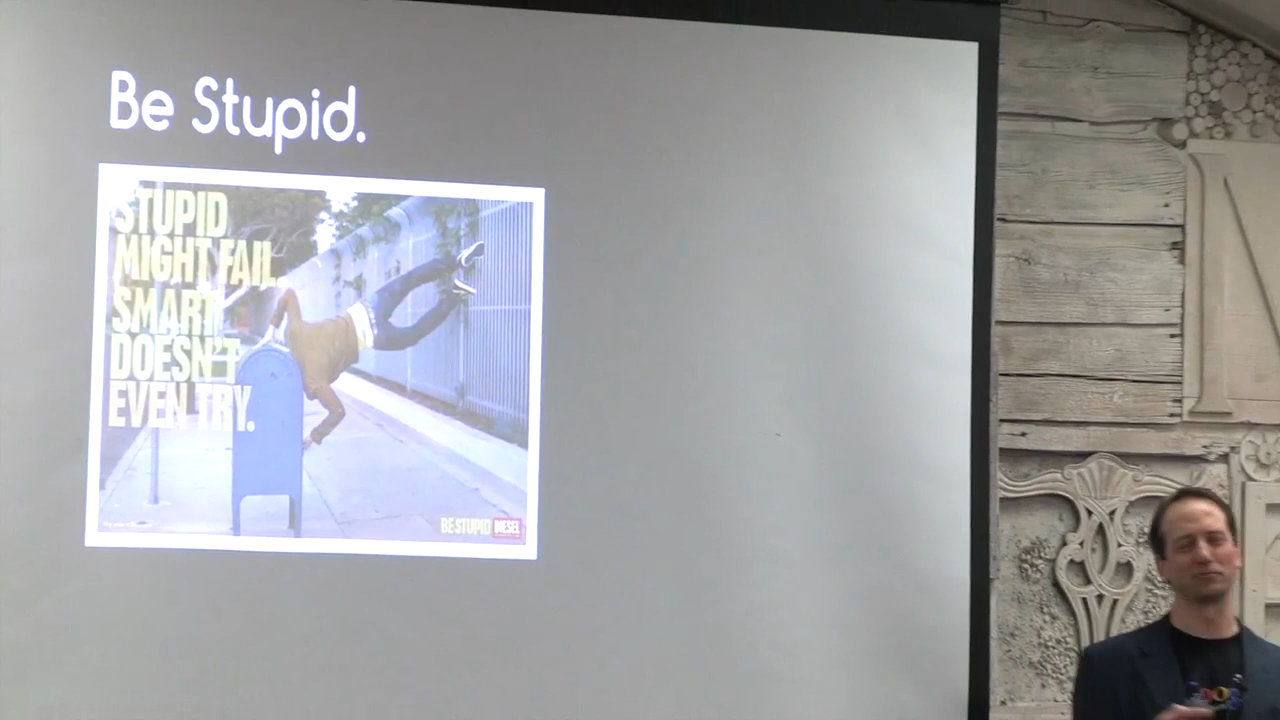 Be Stupid.
STUPID
MIGHT FAIL.
SMART
DOESN'T
EVEN TRY.
BE STUPID DIESEL